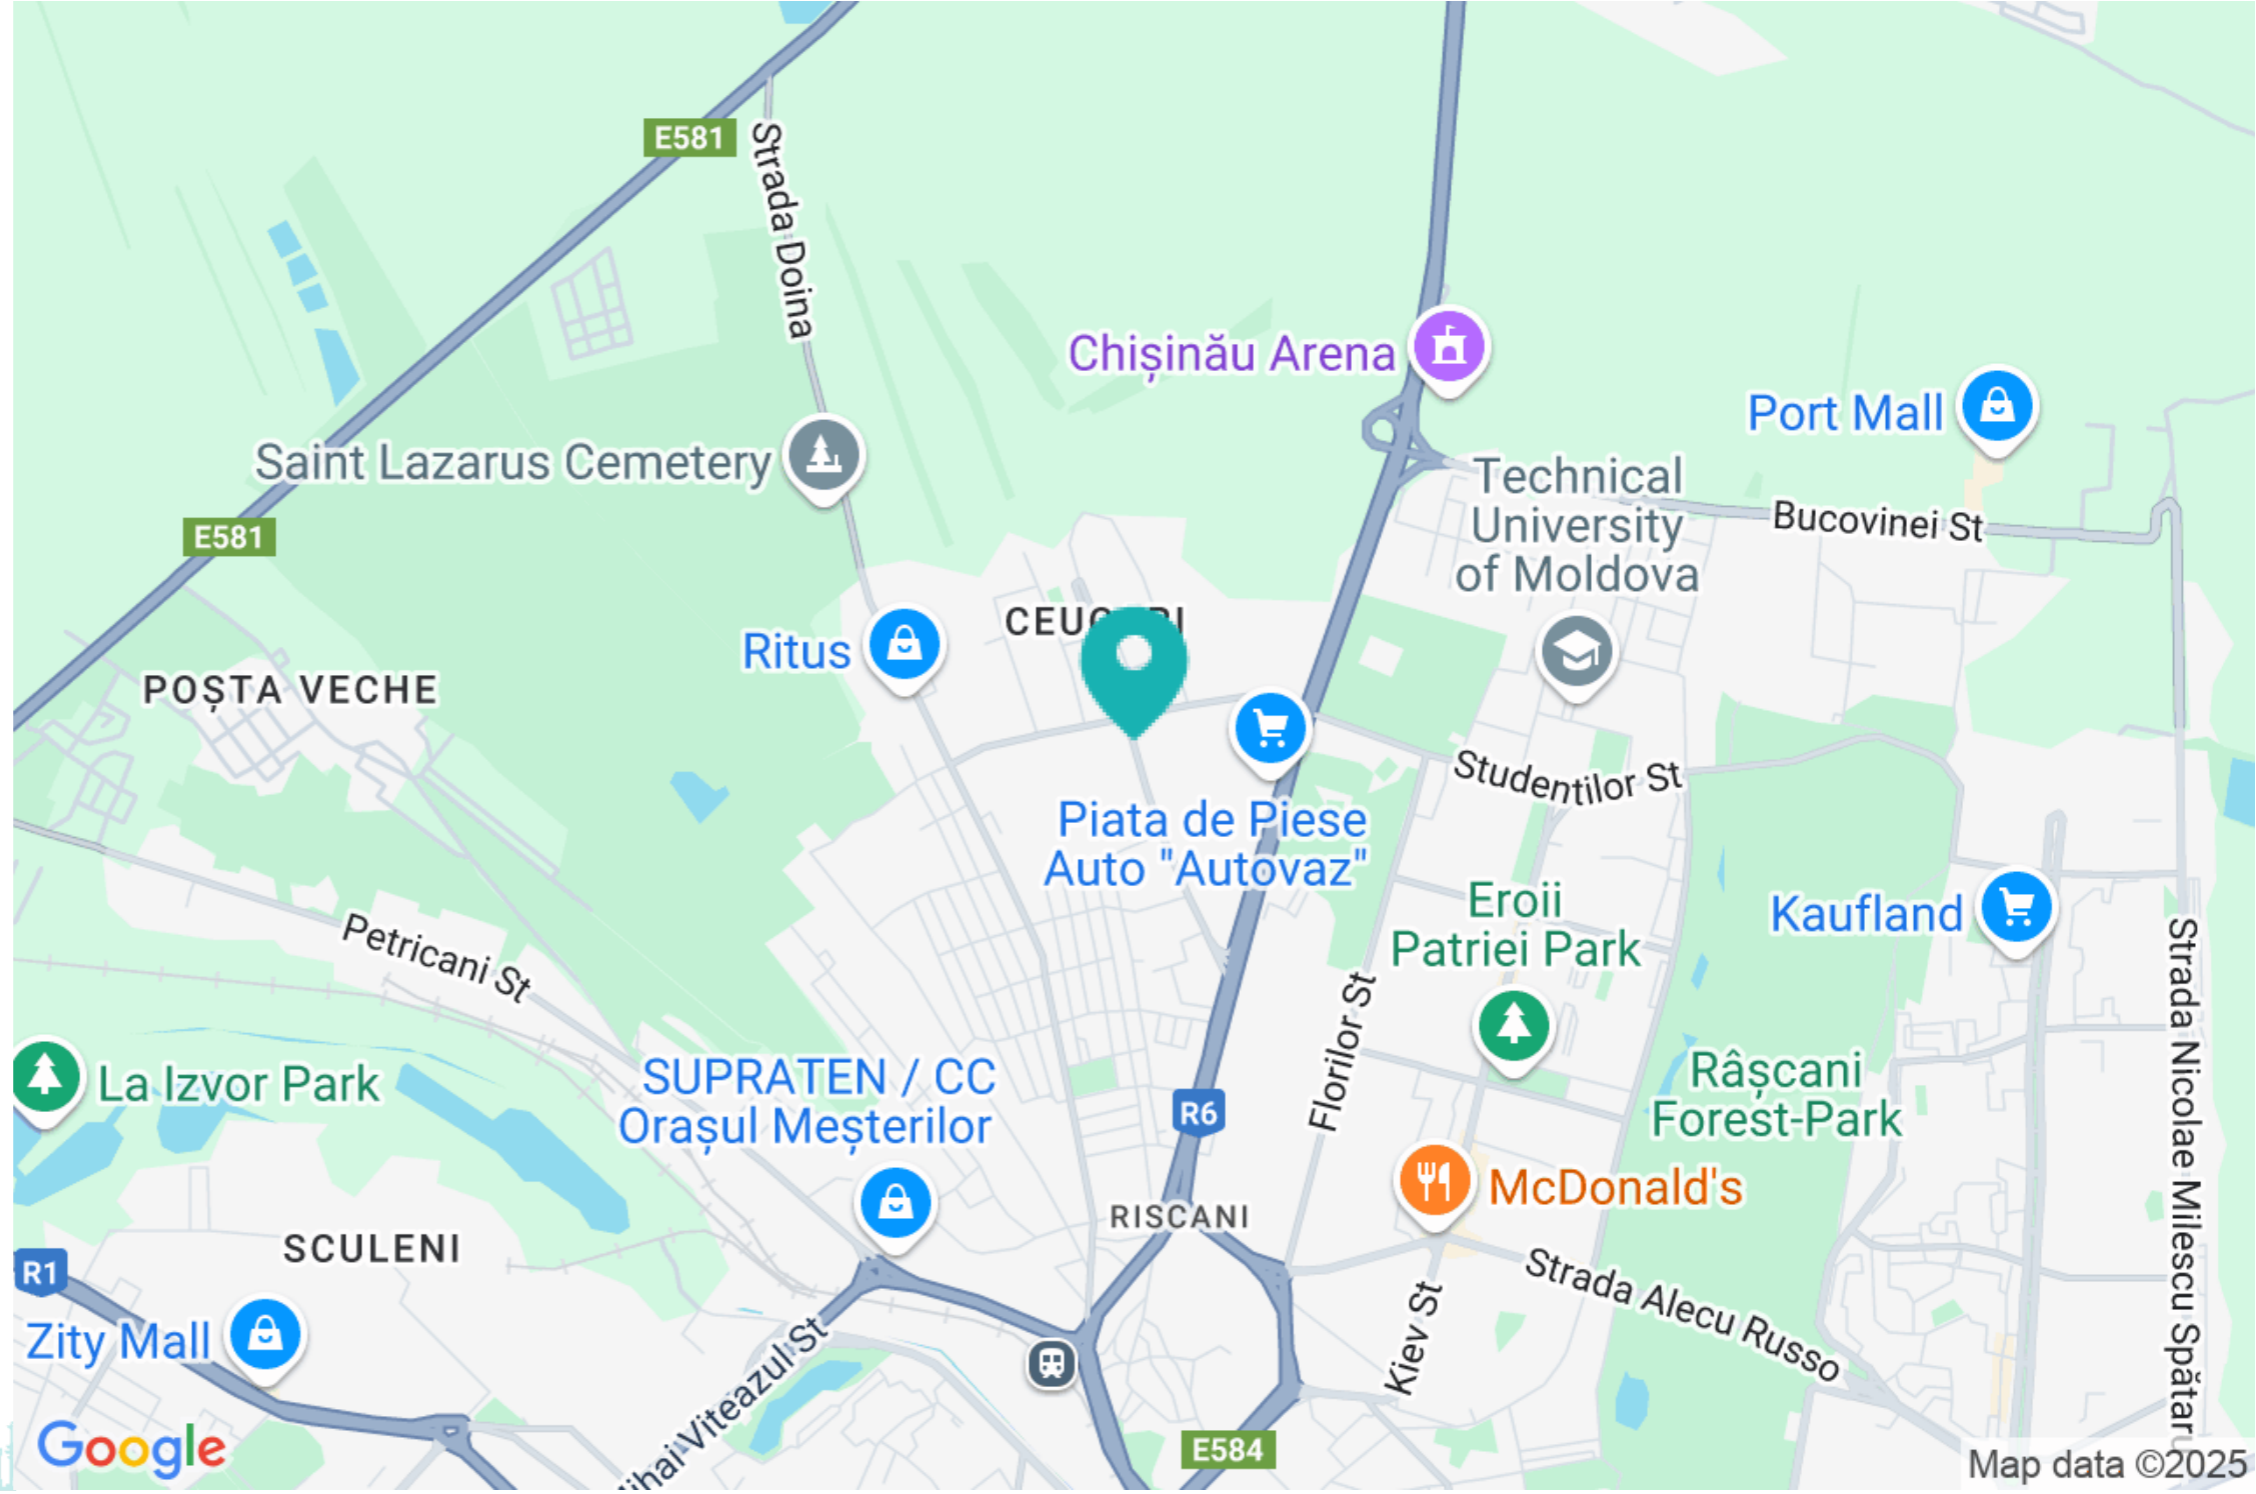 E581
Strada Doina
Chișinău Arena
Port Mall
Saint Lazarus Cemetery
Technical
University
of Moldova
Bucovinei St
E581
Ritus
POȘTA VECHE
Studentilor St
Piata de Piese
Auto "Autovaz"
Eroii
Patriei Park
Kaufland
Petricani St
Strada Nicolae Milescu Spătaru
Florilor St
La Izvor Park
SUPRATEN / CC
Orașul Meșterilor
Râșcani
Forest-Park
R6
McDonald's
RISCANI
SCULENI
R1
Strada Alecu Russo
Zity Mall
Kiev St
Viteazul St
Google
E584
Map data ©2025